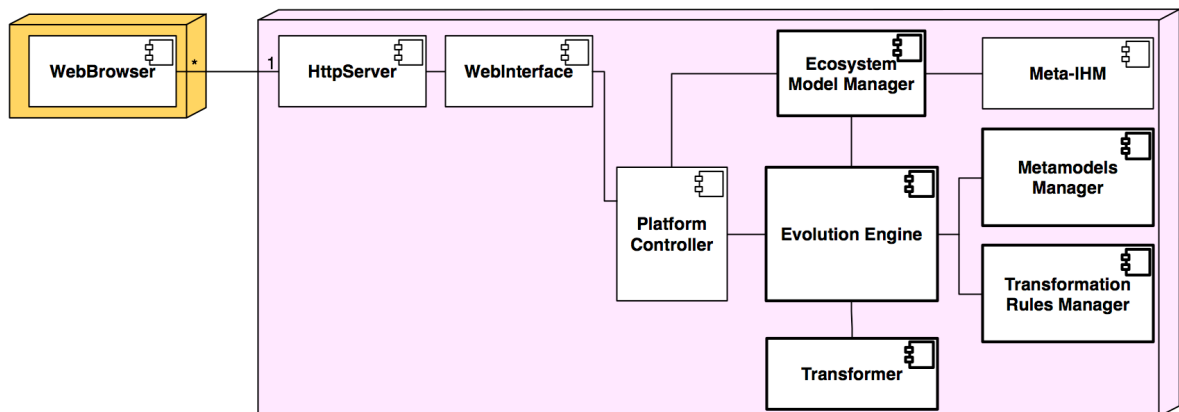 WebBrowser
*
1
HttpServer
WebInterface
Ecosystem
Model Manager
Meta-IHM
Metamodels
Manager
Platform
Controller
Evolution Engine
Transformation
Rules Manager
Transformer